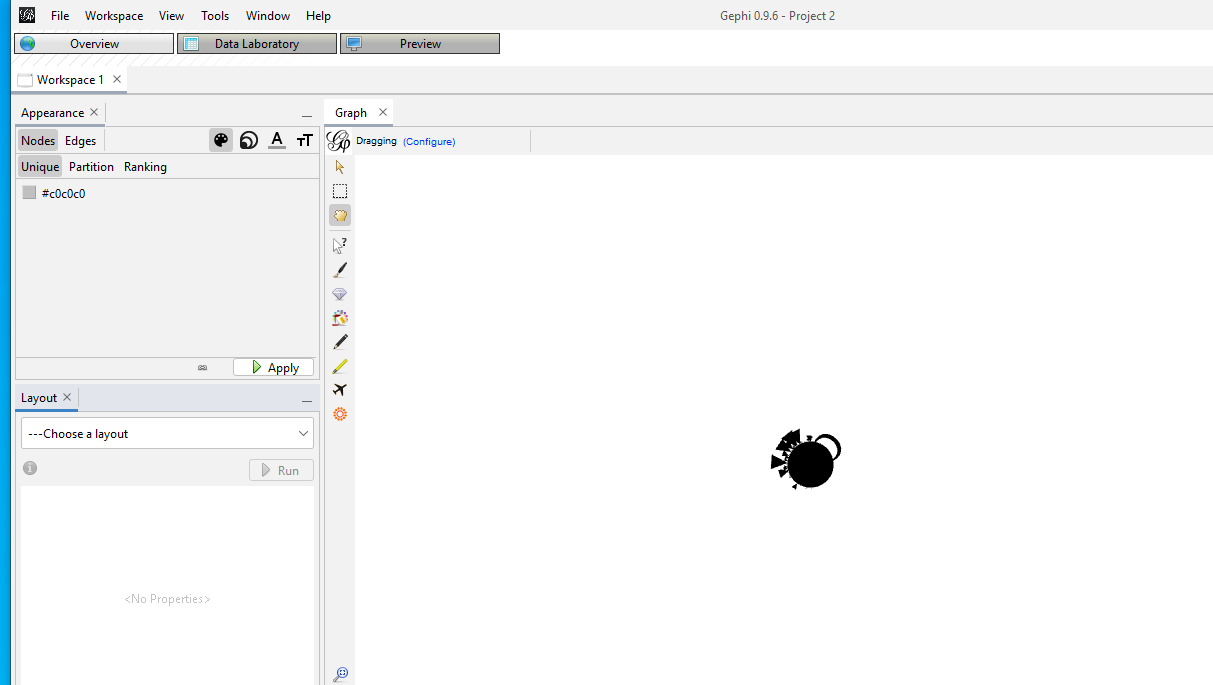 File Workspace View Tools Window Help Gephi 0.9.6 - Project 2
Overview Data Laboratory Preview
Workspace 1
Appearance Graph
Nodes Edges A TT Dragging (Configure)
Unique Partition Ranking
#c0c0c0
?
Apply
Layout
---Choose a layout
Run
<No Properties>